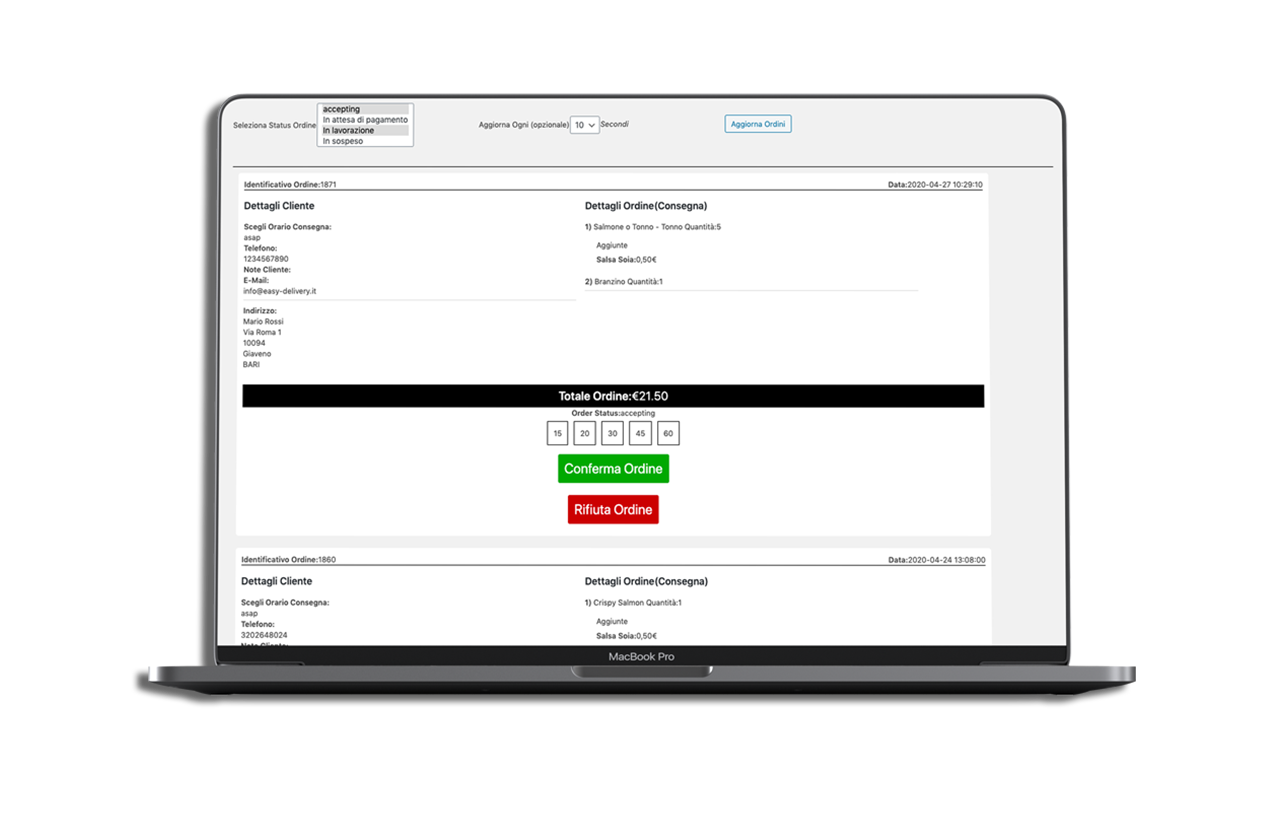 Seleziona Status Ordine
accepting
In attesa di pagamento
In lavorazione
In sospeso
Aggiorna Ogni (opzionale) 10 Secondi
Aggiorna Ordini
Identificativo Ordine:1871
Data:2020-04-27 10:29:10
Dettagli Cliente
Scegli Orario Consegna:
asap
Telefono:
1234567890
Note Cliente:
E-Mail:
info@easy-delivery.it
Indirizzo:
Mario Rossi
Via Roma 1
10094
Giaveno
BARI
Dettagli Ordine(Consegna)
1) Salmone o Tonno - Tonno Quantità:5
Aggiunte
Salsa Soia:0,50€
2) Branzino Quantità:1
Totale Ordine:€21.50
Order Status:accepting
15 20 30 45 60
Conferma Ordine
Rifiuta Ordine
Identificativo Ordine:1860
Data:2020-04-24 13:08:00
Dettagli Cliente
Scegli Orario Consegna:
asap
Telefono:
3202648024
Note Cliente:
Dettagli Ordine(Consegna)
1) Crispy Salmon Quantità:1
Aggiunte
Salsa Soia:0,50€
MacBook Pro